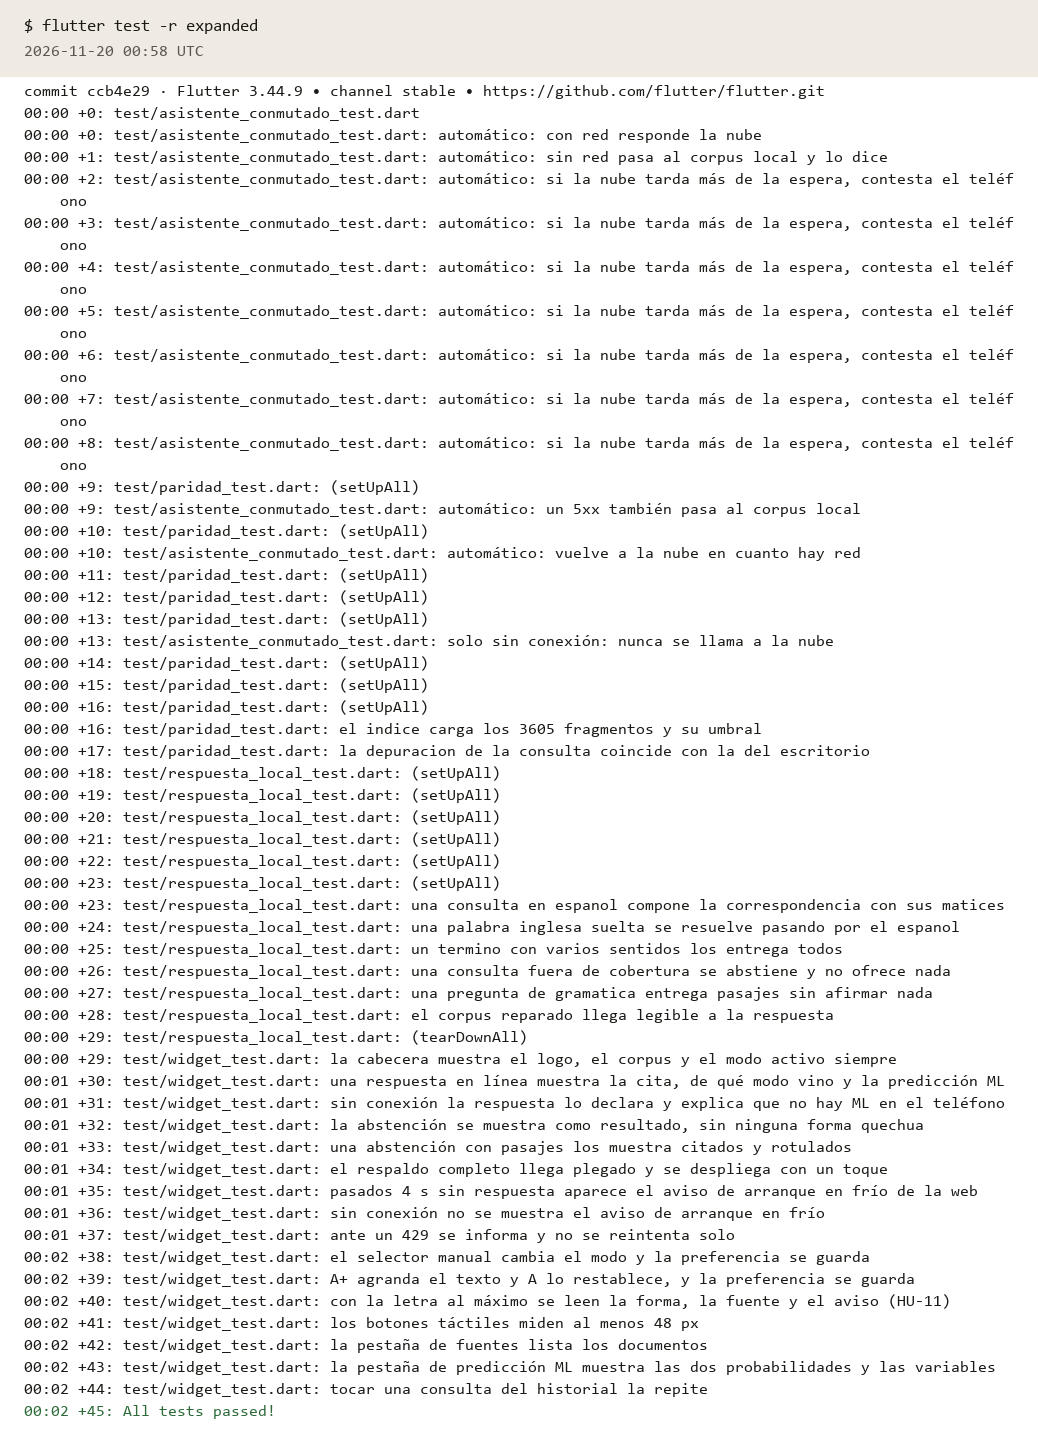 $ flutter test -r expanded
2026-11-20 00:58 UTC
commit ccb4e29 · Flutter 3.44.9 • channel stable • https://github.com/flutter/flutter.git
00:00 +0: test/asistente_conmutado_test.dart
00:00 +0: test/asistente_conmutado_test.dart: automático: con red responde la nube
00:00 +1: test/asistente_conmutado_test.dart: automático: sin red pasa al corpus local y lo dice
00:00 +2: test/asistente_conmutado_test.dart: automático: si la nube tarda más de la espera, contesta el teléf
ono
00:00 +3: test/asistente_conmutado_test.dart: automático: si la nube tarda más de la espera, contesta el teléf
ono
00:00 +4: test/asistente_conmutado_test.dart: automático: si la nube tarda más de la espera, contesta el teléf
ono
00:00 +5: test/asistente_conmutado_test.dart: automático: si la nube tarda más de la espera, contesta el teléf
ono
00:00 +6: test/asistente_conmutado_test.dart: automático: si la nube tarda más de la espera, contesta el teléf
ono
00:00 +7: test/asistente_conmutado_test.dart: automático: si la nube tarda más de la espera, contesta el teléf
ono
00:00 +8: test/asistente_conmutado_test.dart: automático: si la nube tarda más de la espera, contesta el teléf
ono
00:00 +9: test/paridad_test.dart: (setUpAll)
00:00 +9: test/asistente_conmutado_test.dart: automático: un 5xx también pasa al corpus local
00:00 +10: test/paridad_test.dart: (setUpAll)
00:00 +10: test/asistente_conmutado_test.dart: automático: vuelve a la nube en cuanto hay red
00:00 +11: test/paridad_test.dart: (setUpAll)
00:00 +12: test/paridad_test.dart: (setUpAll)
00:00 +13: test/paridad_test.dart: (setUpAll)
00:00 +13: test/asistente_conmutado_test.dart: solo sin conexión: nunca se llama a la nube
00:00 +14: test/paridad_test.dart: (setUpAll)
00:00 +15: test/paridad_test.dart: (setUpAll)
00:00 +16: test/paridad_test.dart: (setUpAll)
00:00 +16: test/paridad_test.dart: el indice carga los 3605 fragmentos y su umbral
00:00 +17: test/paridad_test.dart: la depuracion de la consulta coincide con la del escritorio
00:00 +18: test/respuesta_local_test.dart: (setUpAll)
00:00 +19: test/respuesta_local_test.dart: (setUpAll)
00:00 +20: test/respuesta_local_test.dart: (setUpAll)
00:00 +21: test/respuesta_local_test.dart: (setUpAll)
00:00 +22: test/respuesta_local_test.dart: (setUpAll)
00:00 +23: test/respuesta_local_test.dart: (setUpAll)
00:00 +23: test/respuesta_local_test.dart: una consulta en espanol compone la correspondencia con sus matices
00:00 +24: test/respuesta_local_test.dart: una palabra inglesa suelta se resuelve pasando por el espanol
00:00 +25: test/respuesta_local_test.dart: un termino con varios sentidos los entrega todos
00:00 +26: test/respuesta_local_test.dart: una consulta fuera de cobertura se abstiene y no ofrece nada
00:00 +27: test/respuesta_local_test.dart: una pregunta de gramatica entrega pasajes sin afirmar nada
00:00 +28: test/respuesta_local_test.dart: el corpus reparado llega legible a la respuesta
00:00 +29: test/respuesta_local_test.dart: (tearDownAll)
00:00 +29: test/widget_test.dart: la cabecera muestra el logo, el corpus y el modo activo siempre
00:01 +30: test/widget_test.dart: una respuesta en línea muestra la cita, de qué modo vino y la predicción ML
00:01 +31: test/widget_test.dart: sin conexión la respuesta lo declara y explica que no hay ML en el teléfono
00:01 +32: test/widget_test.dart: la abstención se muestra como resultado, sin ninguna forma quechua
00:01 +33: test/widget_test.dart: una abstención con pasajes los muestra citados y rotulados
00:01 +34: test/widget_test.dart: el respaldo completo llega plegado y se despliega con un toque
00:01 +35: test/widget_test.dart: pasados 4 s sin respuesta aparece el aviso de arranque en frío de la web
00:01 +36: test/widget_test.dart: sin conexión no se muestra el aviso de arranque en frío
00:01 +37: test/widget_test.dart: ante un 429 se informa y no se reintenta solo
00:02 +38: test/widget_test.dart: el selector manual cambia el modo y la preferencia se guarda
00:02 +39: test/widget_test.dart: A+ agranda el texto y A lo restablece, y la preferencia se guarda
00:02 +40: test/widget_test.dart: con la letra al máximo se leen la forma, la fuente y el aviso (HU-11)
00:02 +41: test/widget_test.dart: los botones táctiles miden al menos 48 px
00:02 +42: test/widget_test.dart: la pestaña de fuentes lista los documentos
00:02 +43: test/widget_test.dart: la pestaña de predicción ML muestra las dos probabilidades y las variables
00:02 +44: test/widget_test.dart: tocar una consulta del historial la repite
00:02 +45: All tests passed!